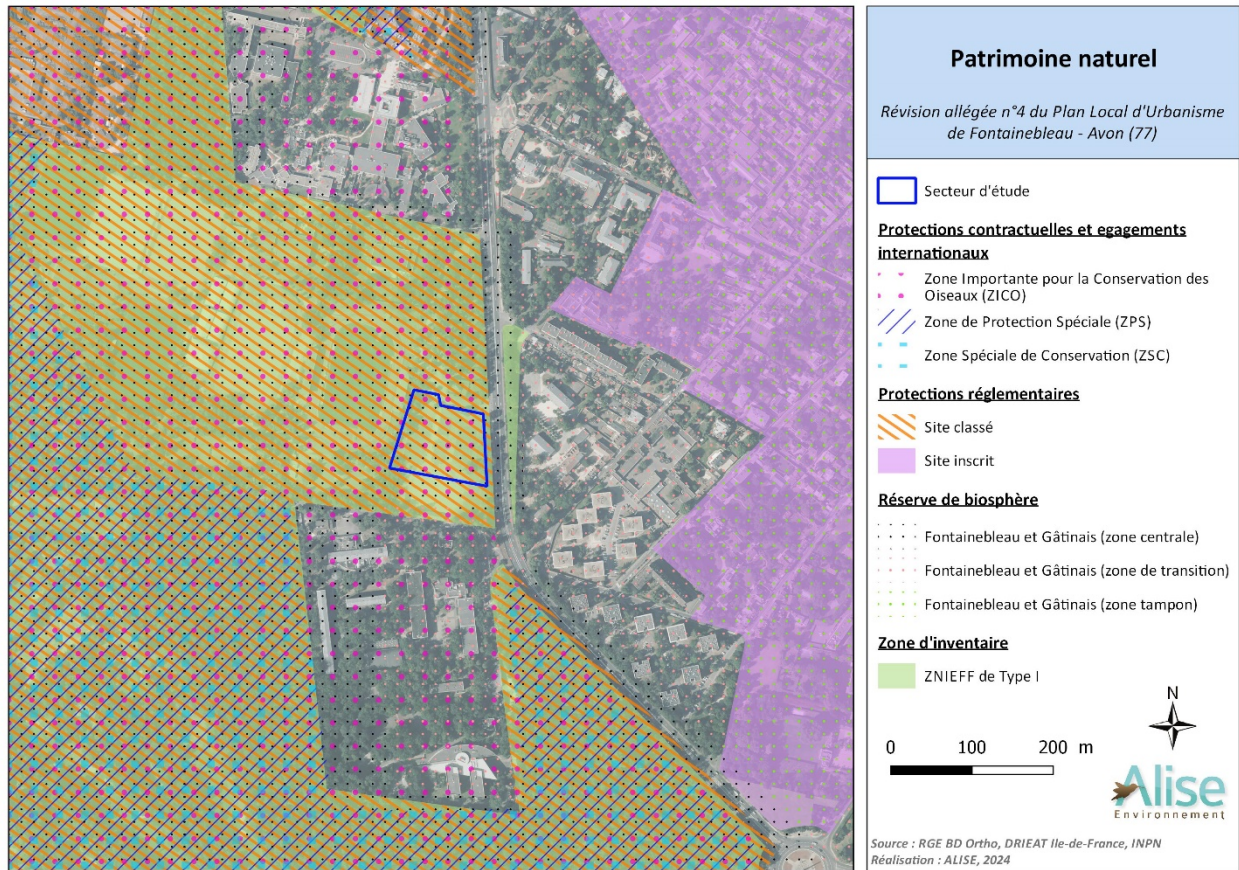 Patrimoine naturel
Révision allégée n°4 du Plan Local d'Urbanisme
de Fontainebleau - Avon (77)
Secteur d'étude
Protections contractuelles et egagements
internationaux
Zone Importante pour la Conservation des
Oiseaux (ZICO)
Zone de Protection Spéciale (ZPS)
Zone Spéciale de Conservation (ZSC)
Protections réglementaires
Site classé
Site inscrit
Réserve de biosphère
Fontainebleau et Gâtinais (zone centrale)
Fontainebleau et Gâtinais (zone de transition)
Fontainebleau et Gâtinais (zone tampon)
Zone d'inventaire
ZNIEFF de Type I
N
0 100 200 m
Alise
Environnement
Source : RGE BD Ortho, DRIEAT Ile-de-France, INPN
Réalisation : ALISE, 2024